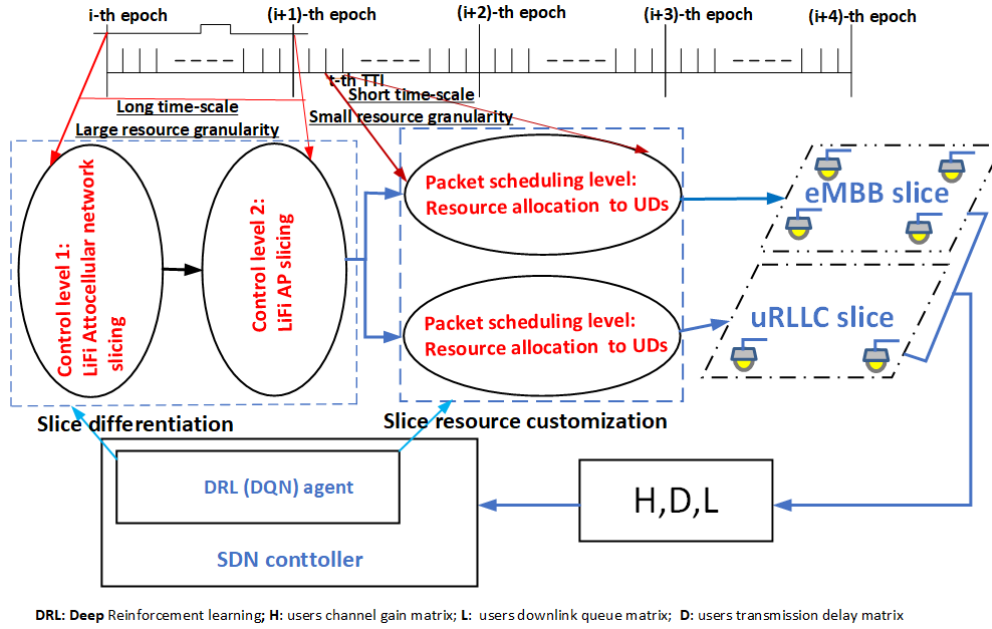 i-th epoch
(i+1)-th epoch
(i+2)-th epoch
(i+3)-th epoch
(i+4)-th epoch
t-th TTI
Long time-scale
Large resource granularity
Short time-scale
Small resource granularity
Control level 1:
LiFi Attocellular network
slicing
Control level 2:
LiFi AP slicing
Packet scheduling level:
Resource allocation to UDs
Packet scheduling level:
Resource allocation to UDs
eMBB slice
uRLLC slice
Slice differentiation
Slice resource customization
DRL (DQN) agent
SDN conttoller
H,D,L
DRL: Deep Reinforcement learning; H: users channel gain matrix; L: users downlink queue matrix; D: users transmission delay matrix